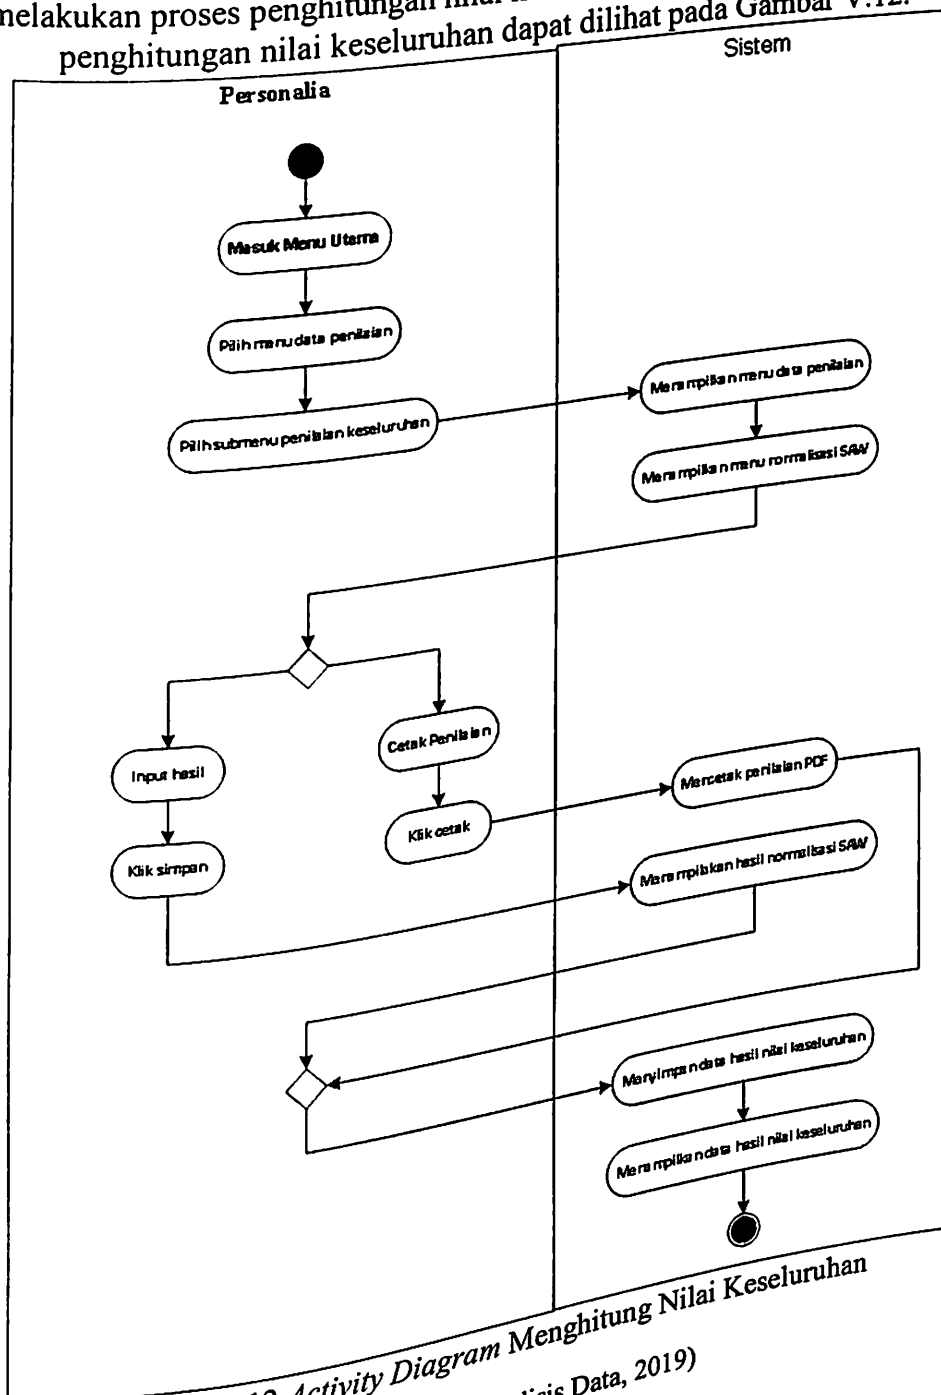 melakukan proses penghitungan nilai
penghitungan nilai keseluruhan dapat dilihat pada Gambar V.12.
Personalia
Sistem
Masuk Menu Utama
Pilih menu data penilaian
Pilih submenu penilaian keseluruhan
Menampilkan menu data penilaian
Menampilkan menu normalisasi SAW
Input hasil
Klik simpan
Cetak Penilaian
Klik cetak
Mencetak penilaian PDF
Menampilakan hasil normalisasi SAW
Menyimpan data hasil nilai keseluruhan
Menampilkan data hasil nilai keseluruhan
12 Activity Diagram Menghitung Nilai Keseluruhan
Data, 2019)